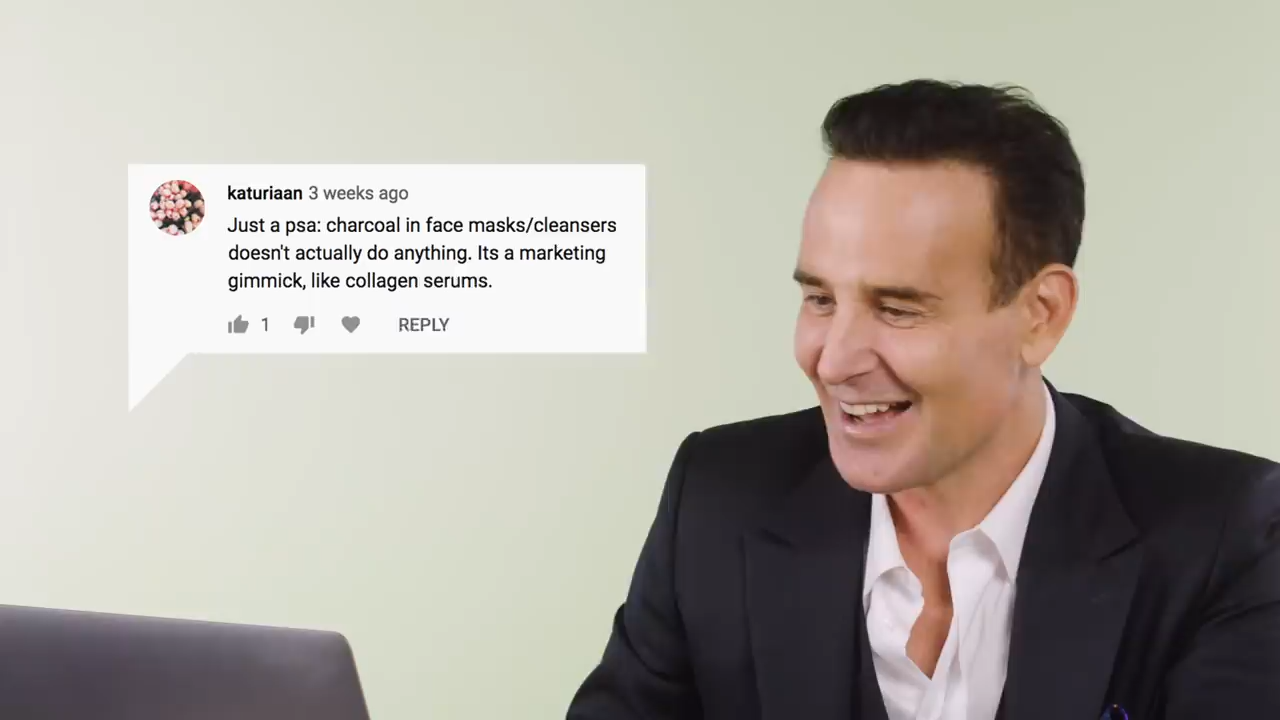 katuriaan 3 weeks ago
Just a psa: charcoal in face masks/cleansers
doesn't actually do anything. Its a marketing
gimmick, like collagen serums.
1 REPLY